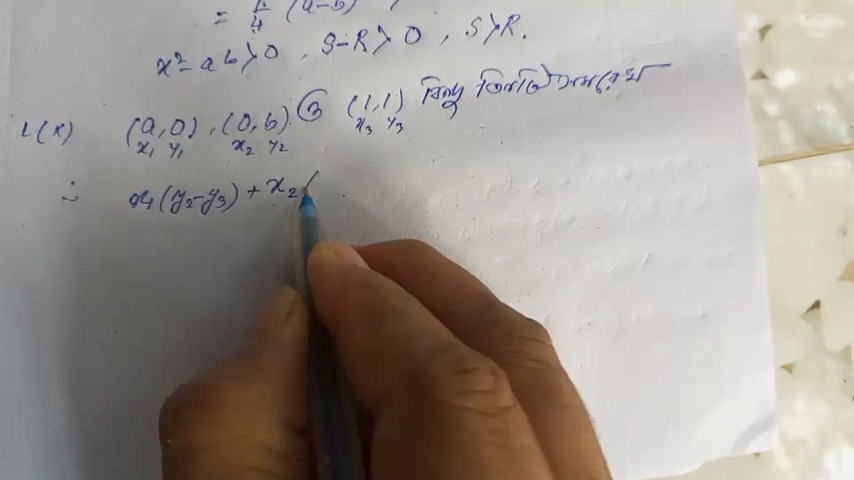 = π/4 (a-b)
x² - ab > 0 , S-R > 0 , S > R.
L(x) (a,0) , (0,b) ও (1,1) বিন্দু তিনটি সমরেখ
x₁ y₁ x₂ y₂ x₃ y₃
∴ x₁(y₂-y₃) + x₂(